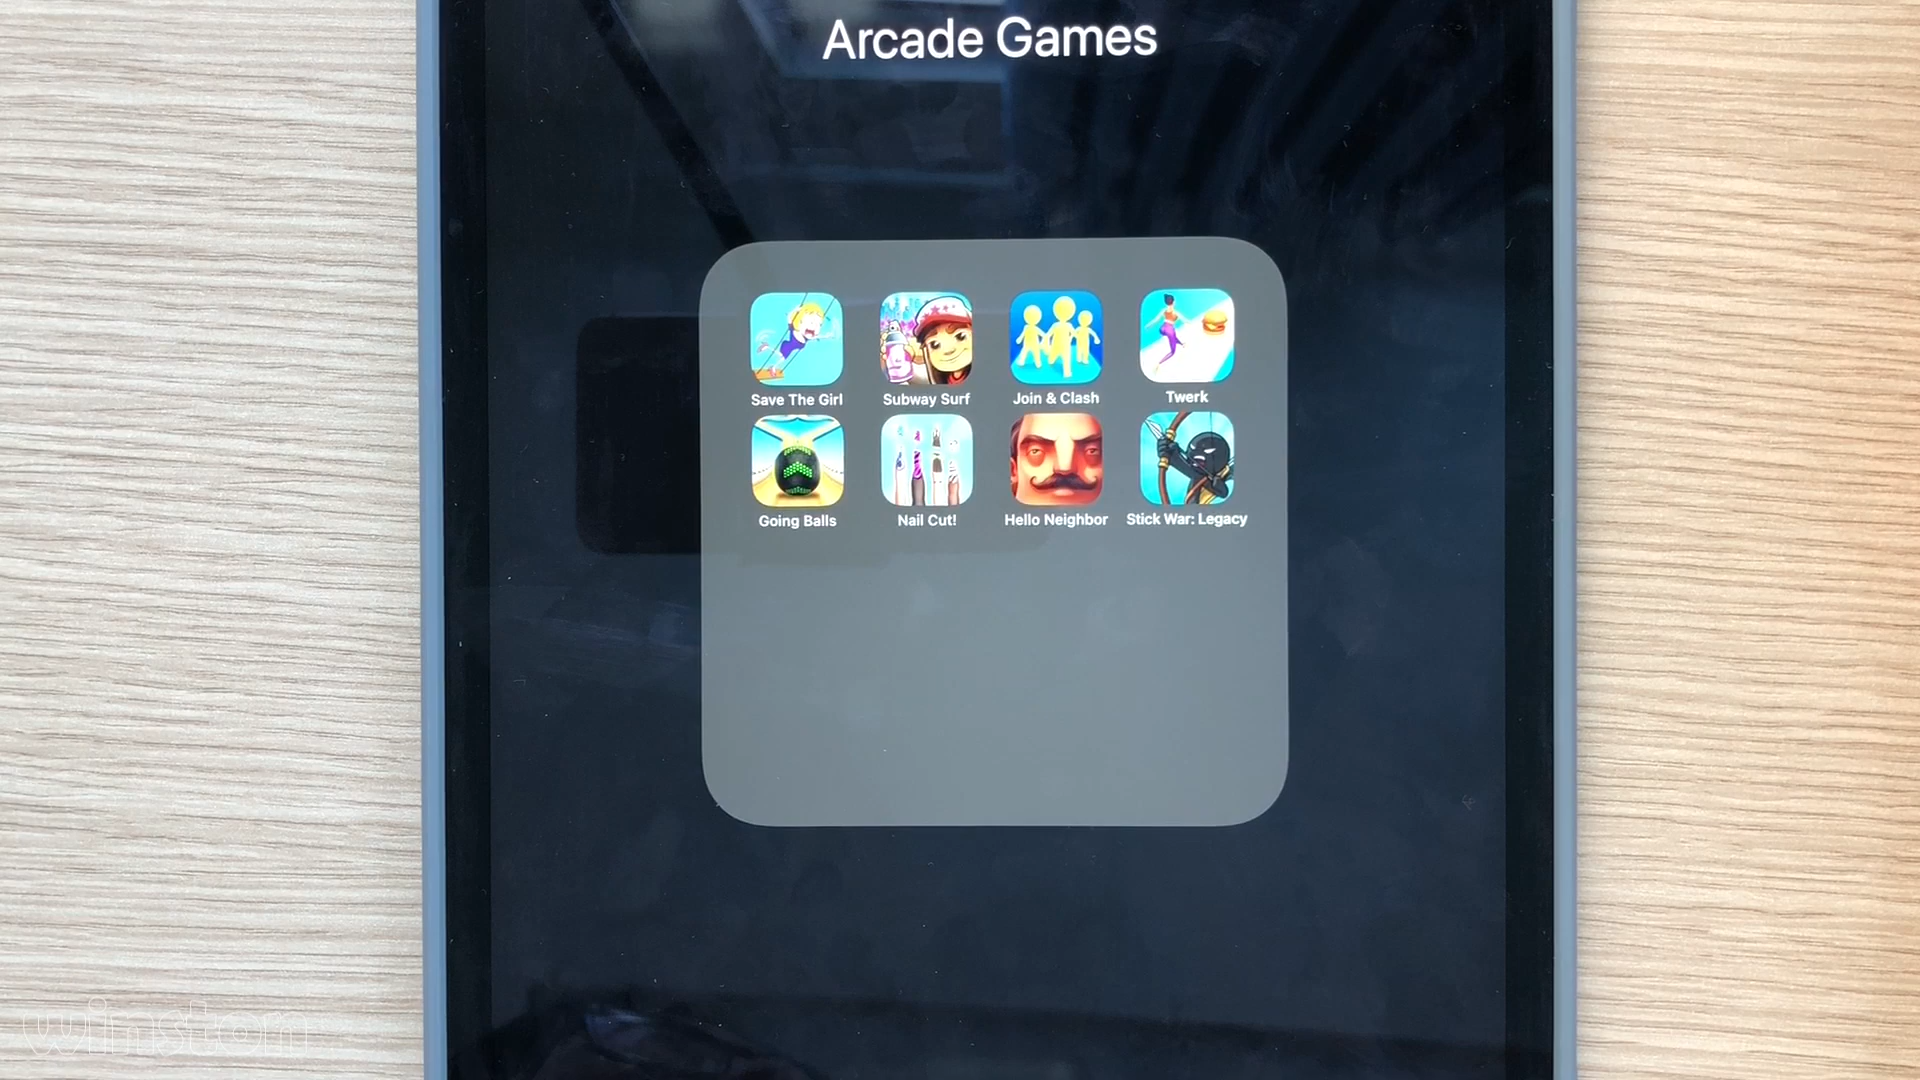 Arcade Games
Save The Girl
Subway Surf
Join & Clash
Twerk
Going Balls
Nail Cut!
Hello Neighbor
Stick War: Legacy
winstom